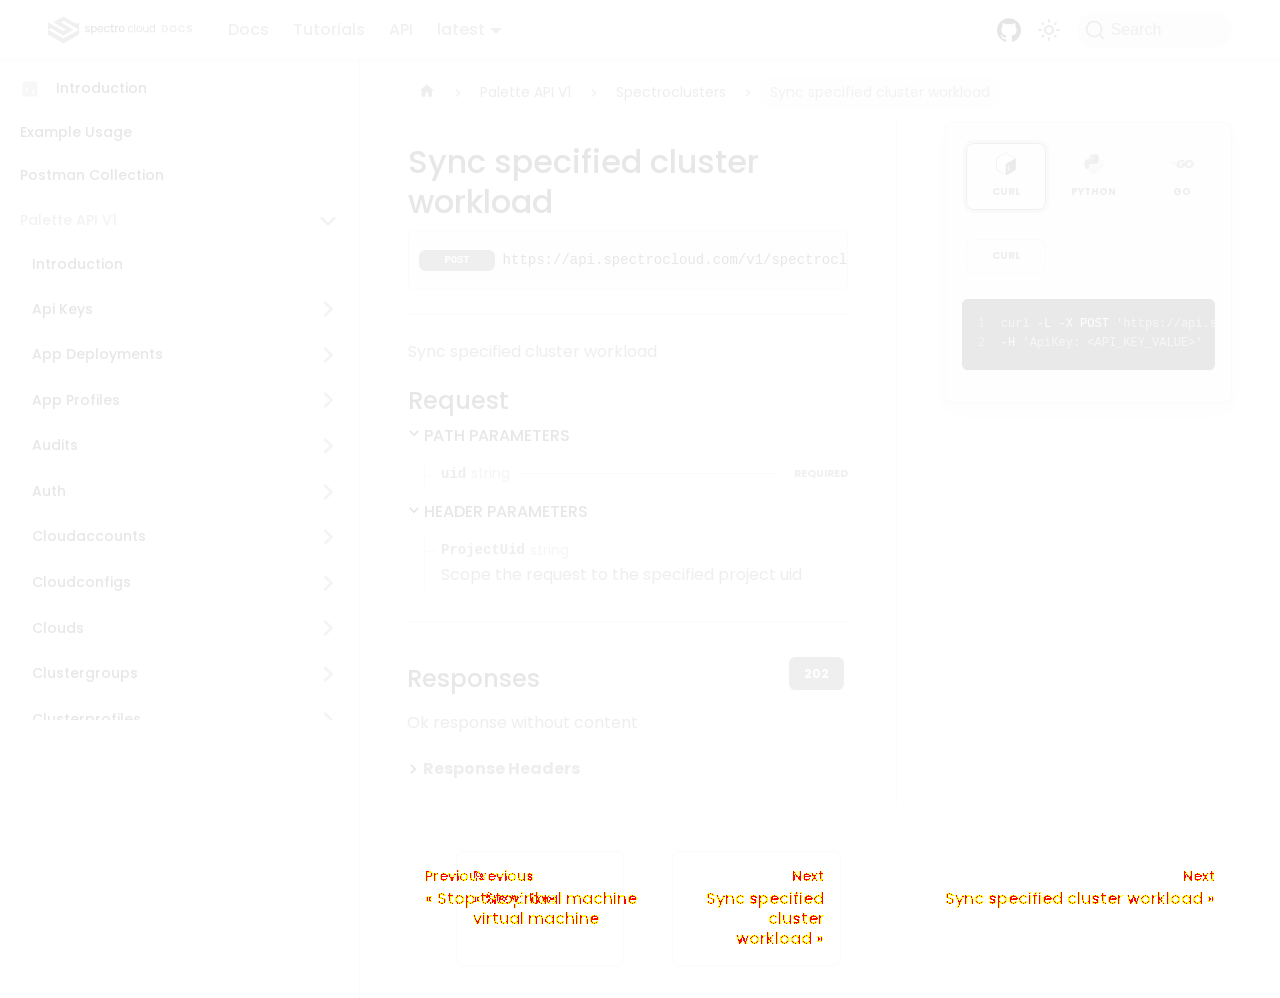 spectro cloud DOCS
Docs Tutorials API latest Search
Introduction
Example Usage
Postman Collection
Palette API V1
Introduction
Api Keys
App Deployments
App Profiles
Audits
Auth
Cloudaccounts
Cloudconfigs
Clouds
Clustergroups
Clusterprofiles
Palette API V1 › Spectroclusters › Sync specified cluster workload
Sync specified cluster
workload
POST https://api.spectrocloud.com/v1/spectrocl
Sync specified cluster workload
Request
PATH PARAMETERS
uid string REQUIRED
HEADER PARAMETERS
ProjectUid string
Scope the request to the specified project uid
Responses
202
Ok response without content
Response Headers
CURL PYTHON GO
CURL
1 curl -L -X POST 'https://api.s
2 -H 'ApiKey: <API_KEY_VALUE>'
Previous
Previous
virtual machine
virtual machine
Next
Sync specified
cluster
workload »
Next
Sync specified cluster workload »